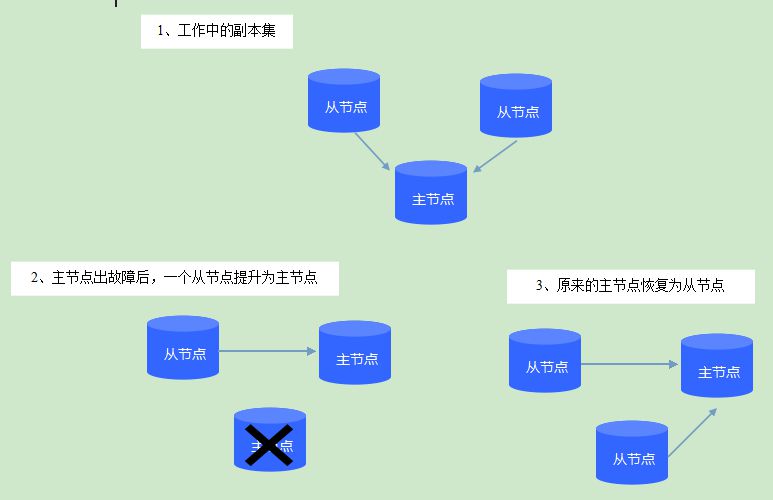 1、工作中的副本集
从节点
从节点
主节点
2、主节点出故障后，一个从节点提升为主节点
3、原来的主节点恢复为从节点
从节点
主节点
主点
从节点
主节点
从节点